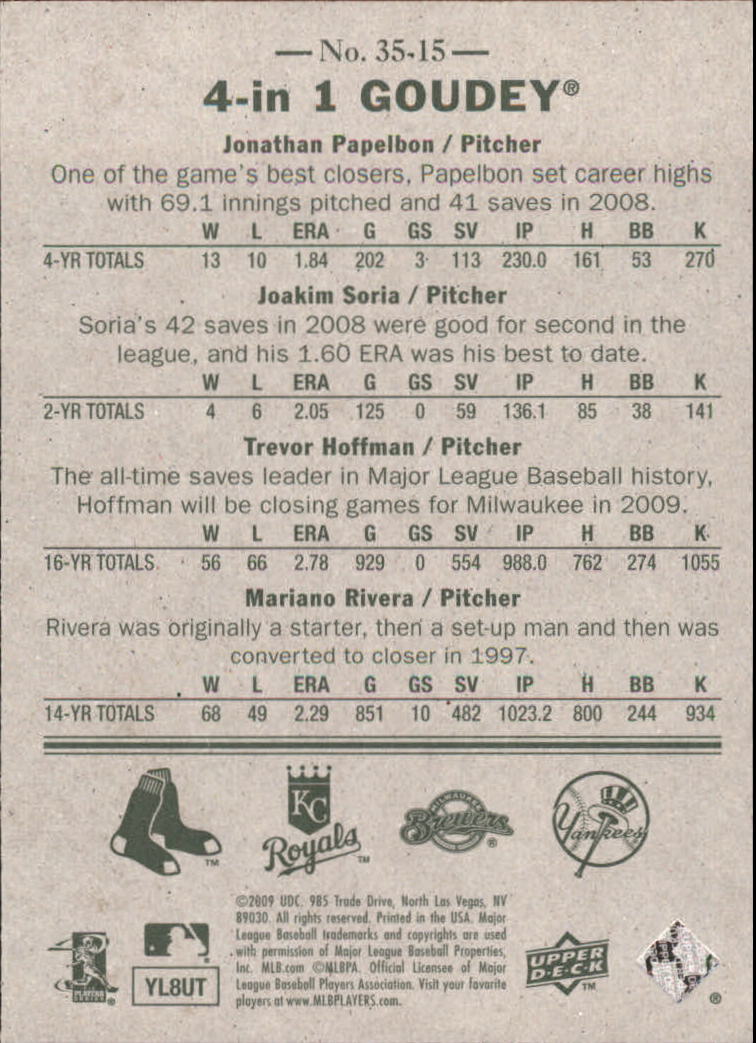 No. 35-15
4-in 1 GOUDEY®
Jonathan Papelbon / Pitcher
One of the game's best closers, Papelbon set career highs
with 69.1 innings pitched and 41 saves in 2008.
W L ERA G GS SV IP H BB K
4-YR TOTALS 13 10 1.84 202 3 113 230.0 161 53 270
Joakim Soria / Pitcher
Soria's 42 saves in 2008 were good for second in the
league, and his 1.60 ERA was his best to date.
W L ERA G GS SV IP H BB K
2-YR TOTALS 4 6 2.05 125 0 59 136.1 85 38 141
Trevor Hoffman / Pitcher
The all-time saves leader in Major League Baseball history,
Hoffman will be closing games for Milwaukee in 2009.
W L ERA G GS SV IP H BB K
16-YR TOTALS 56 66 2.78 929 0 554 988.0 762 274 1055
Mariano Rivera / Pitcher
Rivera was originally a starter, then a set-up man and then was
converted to closer in 1997.
W L ERA G GS SV IP H BB K
14-YR TOTALS 68 49 2.29 851 10 482 1023.2 800 244 934
TM
KC
Royals TM
MILWAUKEE
Brewers ®
Yankees
©2009 UDC. 985 Trade Drive, North Las Vegas, NV
89030. All rights reserved. Printed in the USA. Major
League Baseball trademarks and copyrights are used
with permission of Major League Baseball Properties,
Inc. MLB.com ©MLBPA. Official Licensee of Major
League Baseball Players Association. Visit your favorite
players at www.MLBPLAYERS.com.
PLAYERS CHOICE ®
YL8UT
UPPER
D·E·C·K
TM
®